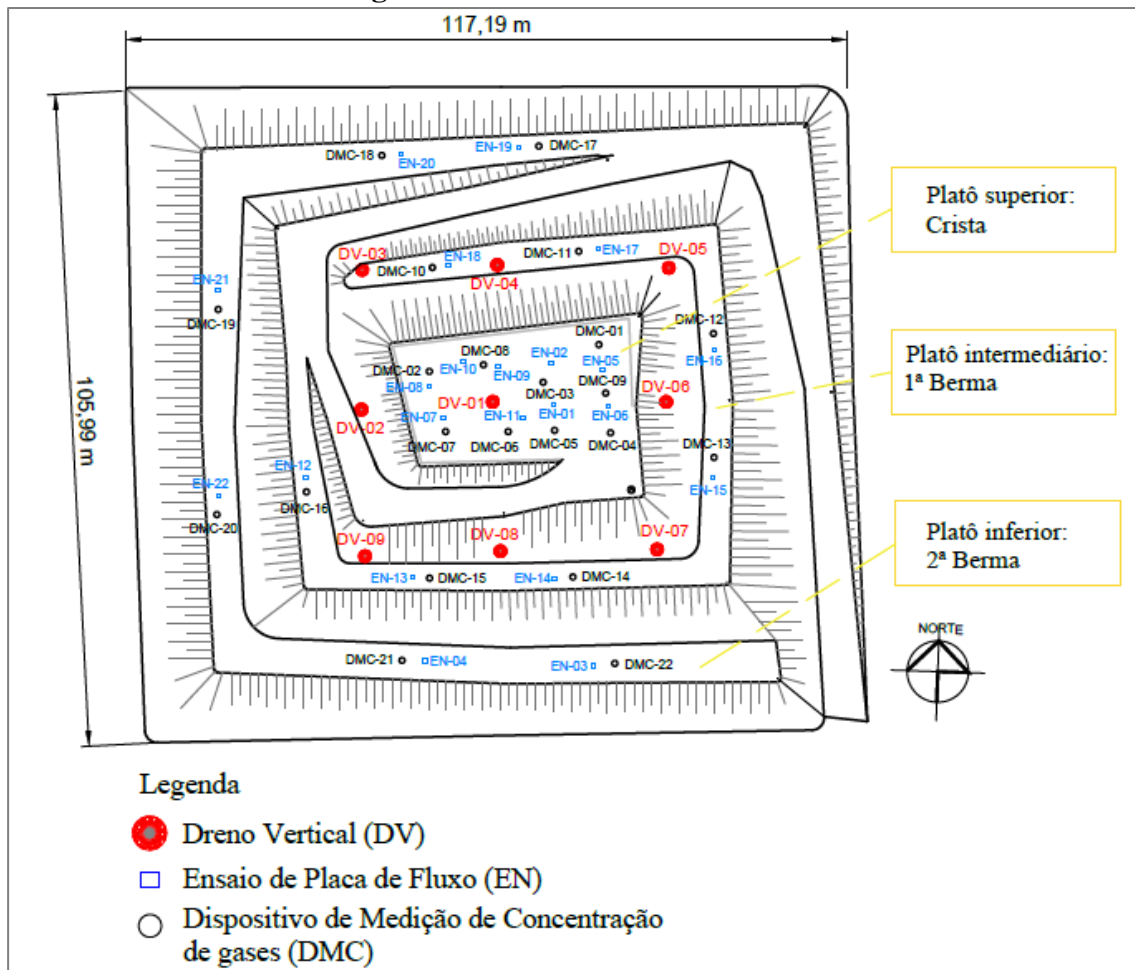 117,19 m
105,99 m
DMC-18
EN-20
EN-19
DMC-17
DV-03
DMC-10
EN-18
DV-04
DMC-11
EN-17
DV-05
EN-21
DMC-19
DMC-01
DMC-12
EN-16
DMC-08
EN-02
EN-05
DMC-02
EN-10
EN-09
EN-08
DMC-03
DMC-09
DV-01
DV-06
DV-02
EN-07
EN-11
EN-01
EN-06
DMC-07
DMC-06
DMC-05
DMC-04
DMC-13
EN-15
EN-12
DMC-16
EN-22
DMC-20
DV-09
DV-08
DV-07
EN-13
DMC-15
EN-14
DMC-14
DMC-21
EN-04
EN-03
DMC-22
Platô superior:
Crista
Platô intermediário:
1ª Berma
Platô inferior:
2ª Berma
NORTE
Legenda
Dreno Vertical (DV)
Ensaio de Placa de Fluxo (EN)
Dispositivo de Medição de Concentração
de gases (DMC)